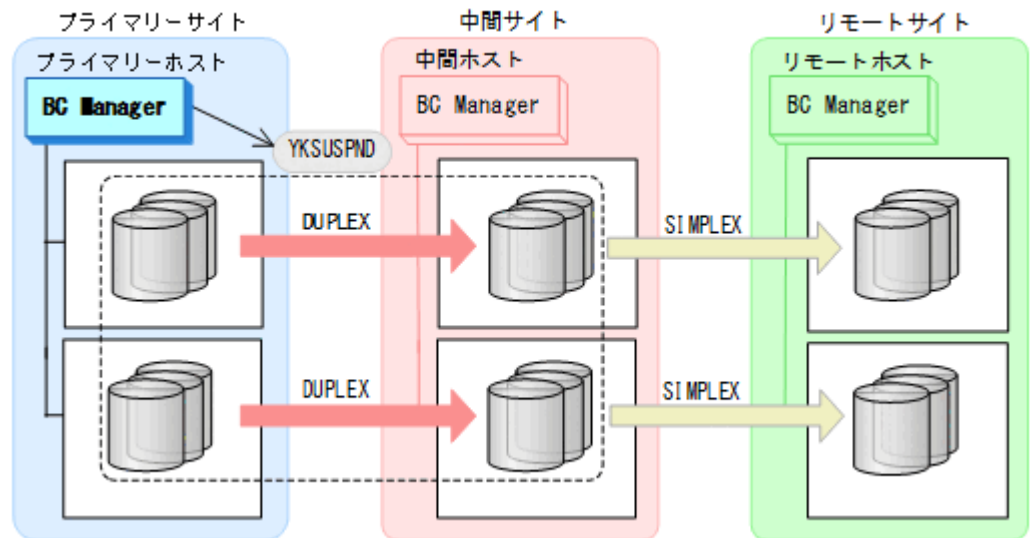 プライマリーサイト
中間サイト
リモートサイト
プライマリーホスト
中間ホスト
リモートホスト
BC Manager
BC Manager
BC Manager
YKSUSPND
DUPLEX
SIMPLEX
DUPLEX
SIMPLEX